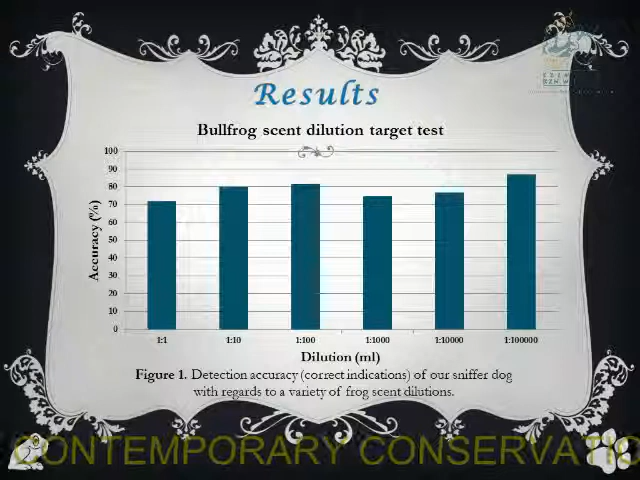 Results
Bullfrog scent dilution target test
100
90
80
70
60
50
40
30
20
10
0
Accuracy (%)
1:1 1:10 1:100 1:1000 1:10000 1:100000
Dilution (ml)
Figure 1. Detection accuracy (correct indications) of our sniffer dog
with regards to a variety of frog scent dilutions.
CONTEMPORARY CONSERVATIO